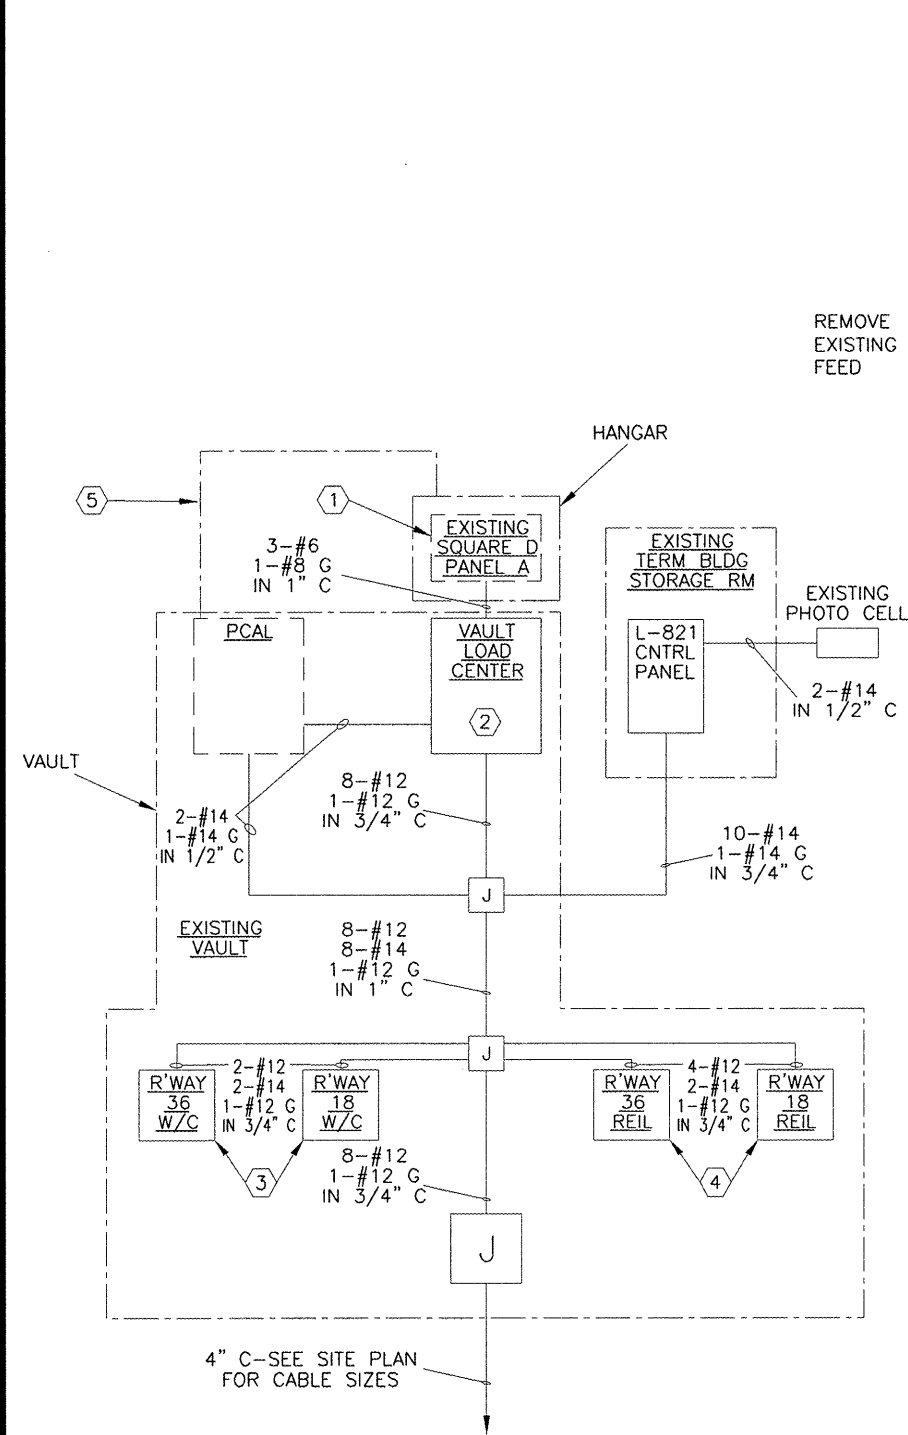 REMOVE
EXISTING
FEED
HANGAR
5
1
EXISTING
SQUARE D
PANEL A
3-#6
1-#8 G
IN 1" C
EXISTING
TERM BLDG
STORAGE RM
EXISTING
PHOTO CELL
PCAL
VAULT
LOAD
CENTER
2
L-821
CNTRL
PANEL
2-#14
IN 1/2" C
VAULT
8-#12
1-#12 G
IN 3/4" C
2-#14
1-#14 G
IN 1/2" C
10-#14
1-#14 G
IN 3/4" C
J
EXISTING
VAULT
8-#12
8-#14
1-#12 G
IN 1" C
J
R'WAY
36
W/C
2-#12
2-#14
1-#12 G
IN 3/4" C
R'WAY
18
W/C
R'WAY
36
REIL
4-#12
2-#14
1-#12 G
IN 3/4" C
R'WAY
18
REIL
3
4
8-#12
1-#12 G
IN 3/4" C
J
4" C-SEE SITE PLAN
FOR CABLE SIZES